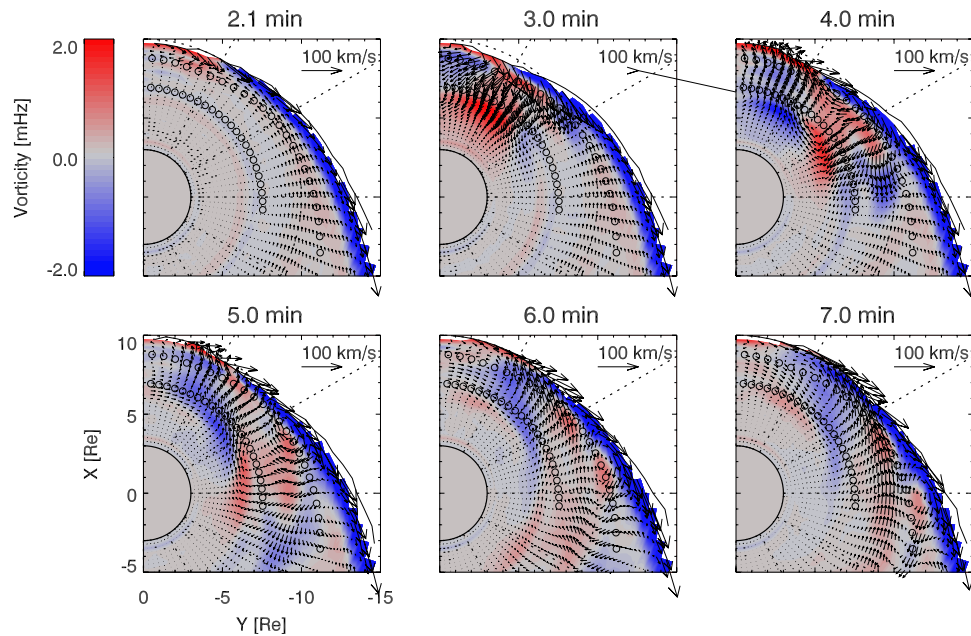 2.1 min
3.0 min
4.0 min
2.0
100 km/s
100 km/s
100 km/s
Vorticity [mHz]
0.0
-2.0
5.0 min
6.0 min
7.0 min
10
100 km/s
100 km/s
100 km/s
5
X [Re]
0
-5
0
-5
-10
-15
Y [Re]